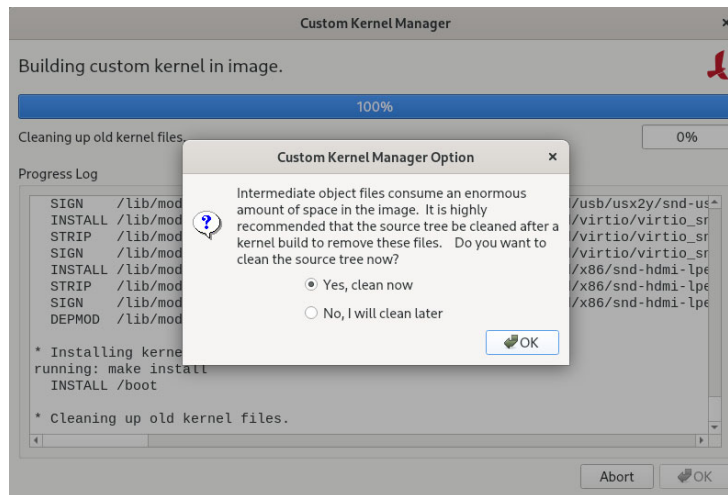 Custom Kernel Manager
Building custom kernel in image.
100%
Cleaning up old kernel files.
0%
Progress Log
Custom Kernel Manager Option
Intermediate object files consume an enormous
amount of space in the image. It is highly
recommended that the source tree be cleaned after a
kernel build to remove these files. Do you want to
clean the source tree now?
Yes, clean now
No, I will clean later
OK
SIGN /lib/mod /usb/usx2y/snd-us
INSTALL /lib/mod /virtio/virtio_sn
STRIP /lib/mod /virtio/virtio_sn
SIGN /lib/mod /virtio/virtio_sn
INSTALL /lib/mod /x86/snd-hdmi-lpe
STRIP /lib/mod /x86/snd-hdmi-lpe
SIGN /lib/mod /x86/snd-hdmi-lpe
DEPMOD /lib/mod
* Installing kerne
running: make install
INSTALL /boot
* Cleaning up old kernel files.
Abort
OK